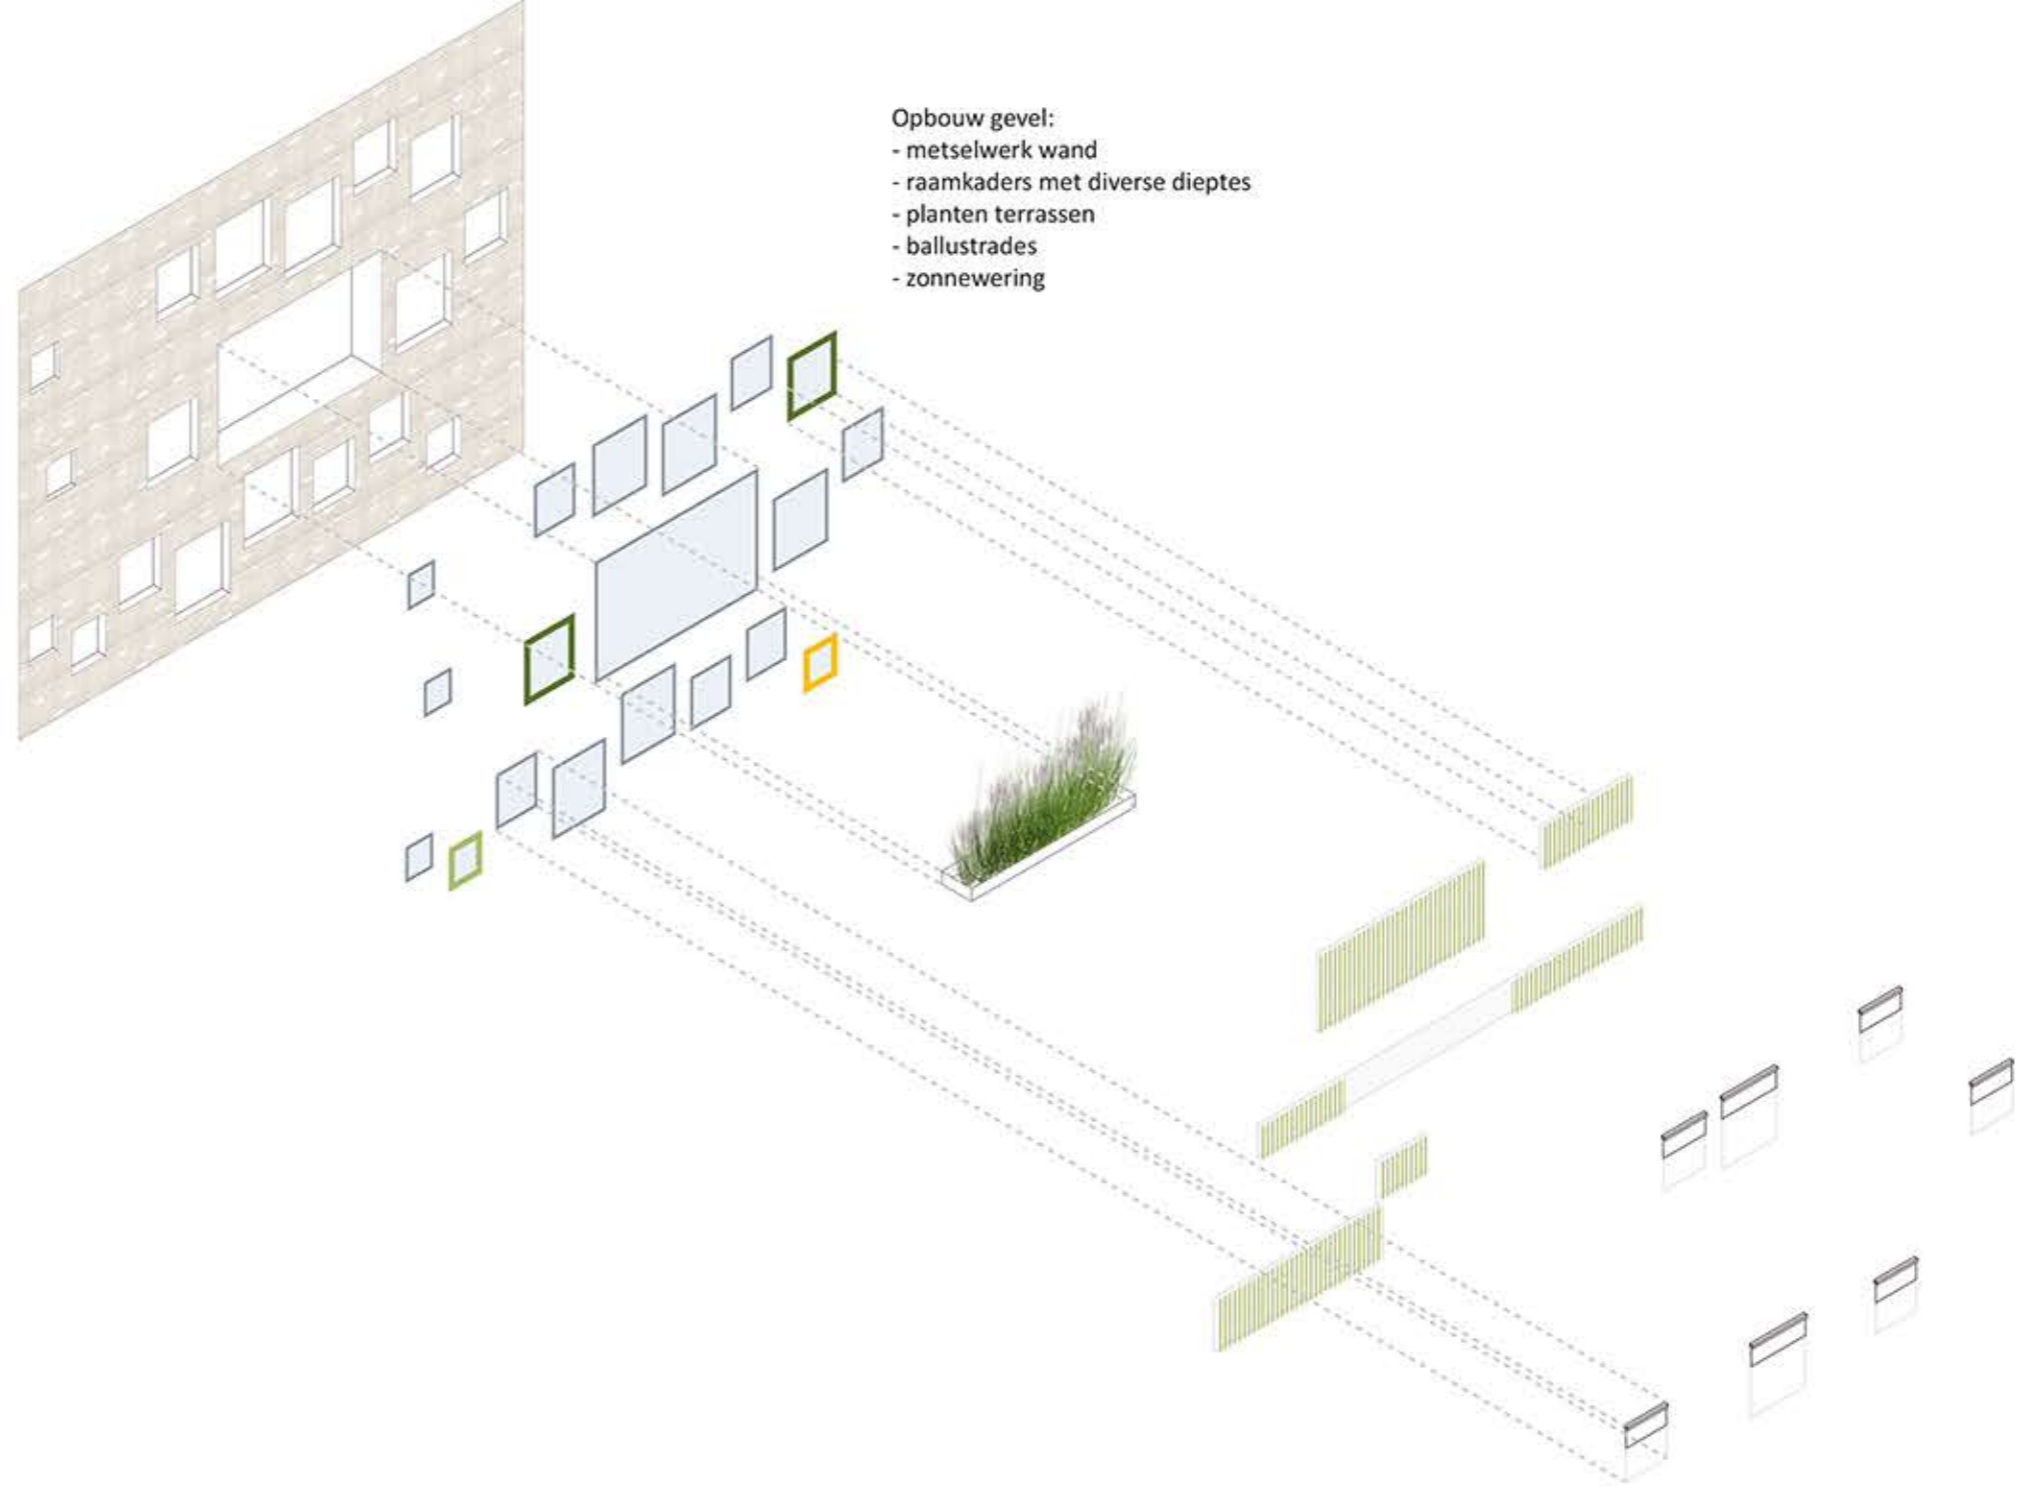 Opbouw gevel:
- metselwerk wand
- raamkaders met diverse dieptes
- planten terrassen
- ballustrades
- zonnewering